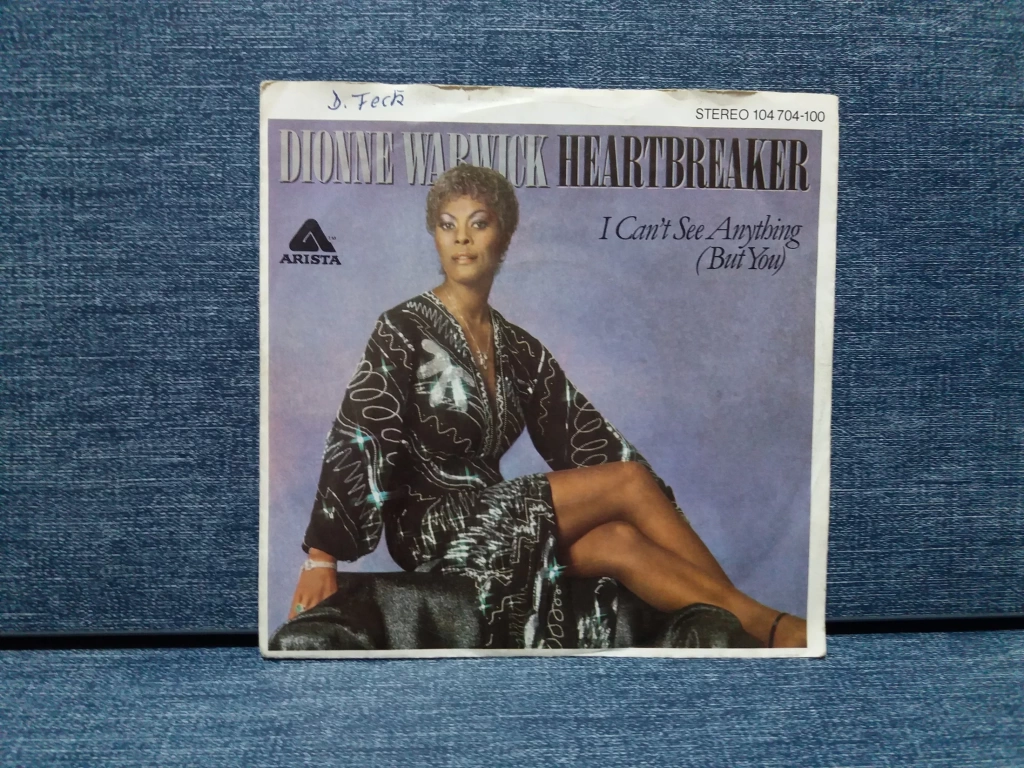 D. Feck
STEREO 104 704-100
DIONNE WARWICK HEARTBREAKER
I Can't See Anything
(But You)
ARISTA